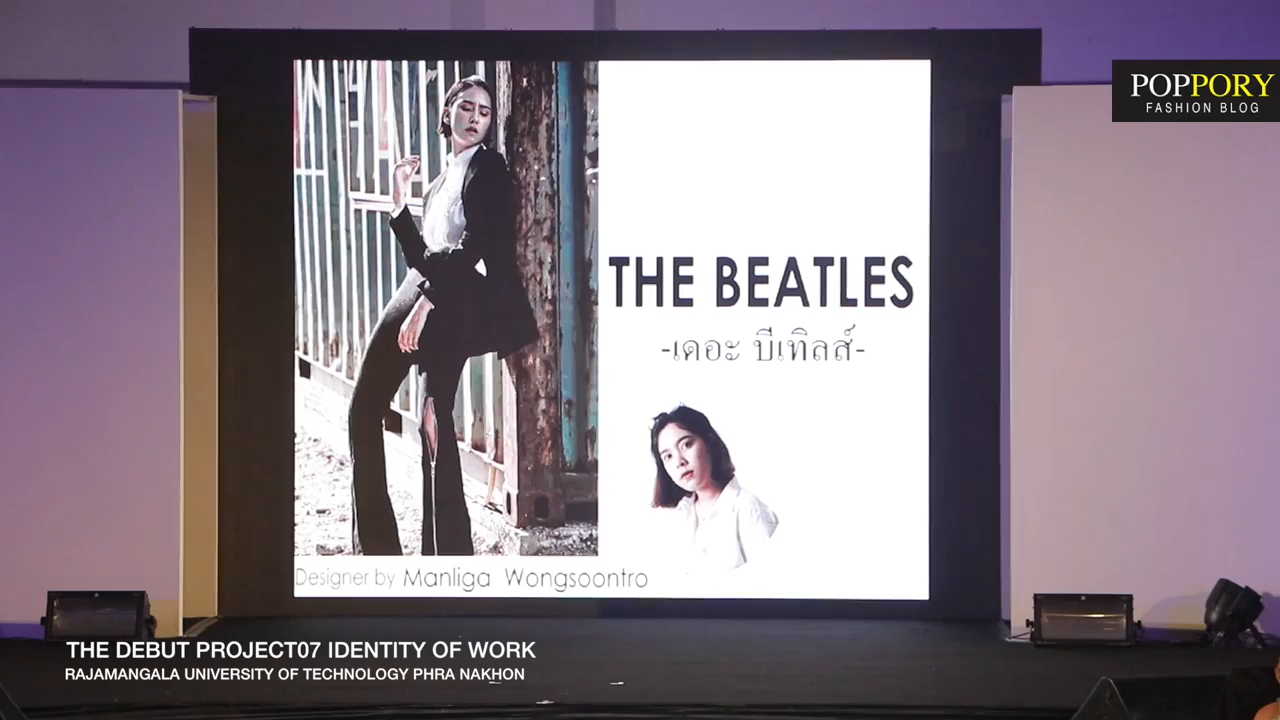 POPPORY
FASHION BLOG
THE BEATLES
-เดอะ บีเทิลส์-
Designer by Manliga Wongsoontro
THE DEBUT PROJECT07 IDENTITY OF WORK
RAJAMANGALA UNIVERSITY OF TECHNOLOGY PHRA NAKHON